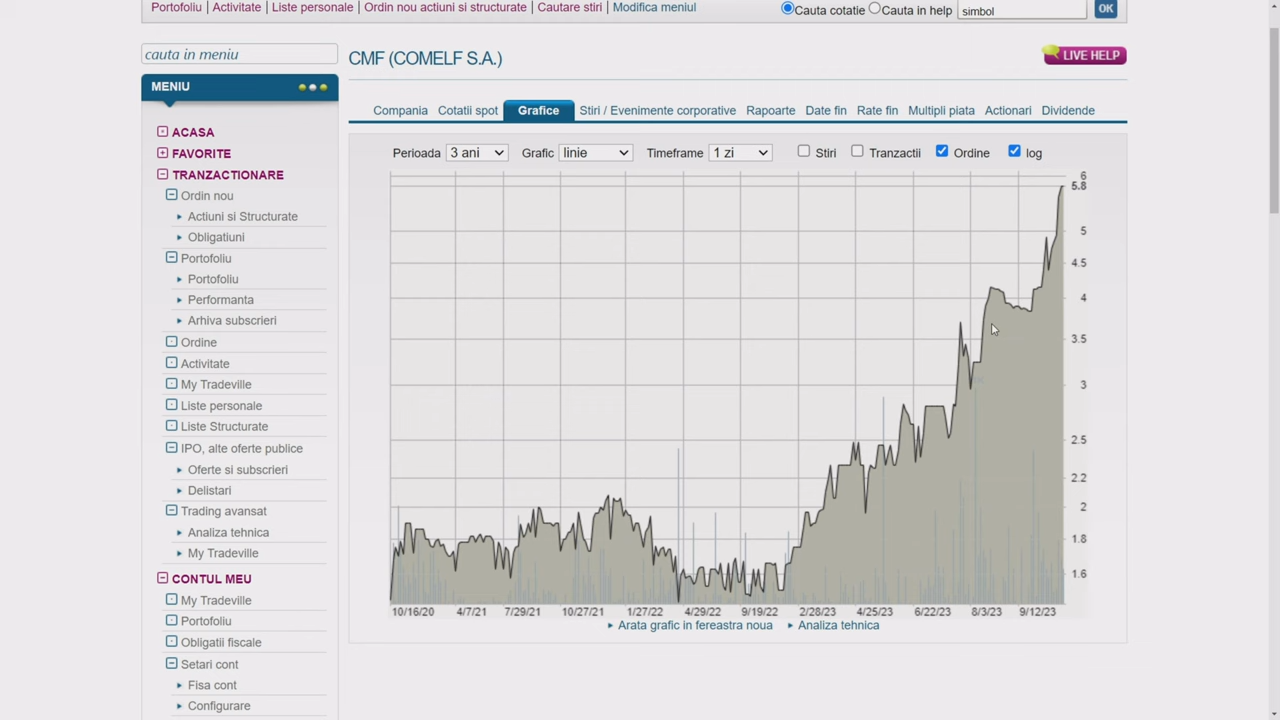 Portofoliu | Activitate | Liste personale | Ordin nou actiuni si structurate | Cautare stiri | Modifica meniul
Cauta cotatie Cauta in help simbol OK
cauta in meniu
CMF (COMELF S.A.)
LIVE HELP
MENIU
Compania Cotatii spot Grafice Stiri / Evenimente corporative Rapoarte Date fin Rate fin Multipli piata Actionari Dividende
ACASA
FAVORITE
TRANZACTIONARE
Ordin nou
Actiuni si Structurate
Obligatiuni
Portofoliu
Portofoliu
Performanta
Arhiva subscrieri
Ordine
Activitate
My Tradeville
Liste personale
Liste Structurate
IPO, alte oferte publice
Oferte si subscrieri
Delistari
Trading avansat
Analiza tehnica
My Tradeville
CONTUL MEU
My Tradeville
Portofoliu
Obligatii fiscale
Setari cont
Fisa cont
Configurare
Perioada 3 ani Grafic linie Timeframe 1 zi Stiri Tranzactii Ordine log
6
5.8
5
4.5
4
3.5
3
2.5
2.2
2
1.8
1.6
10/16/20 4/7/21 7/29/21 10/27/21 1/27/22 4/29/22 9/19/22 2/28/23 4/25/23 6/22/23 8/3/23 9/12/23
Arata grafic in fereastra noua Analiza tehnica